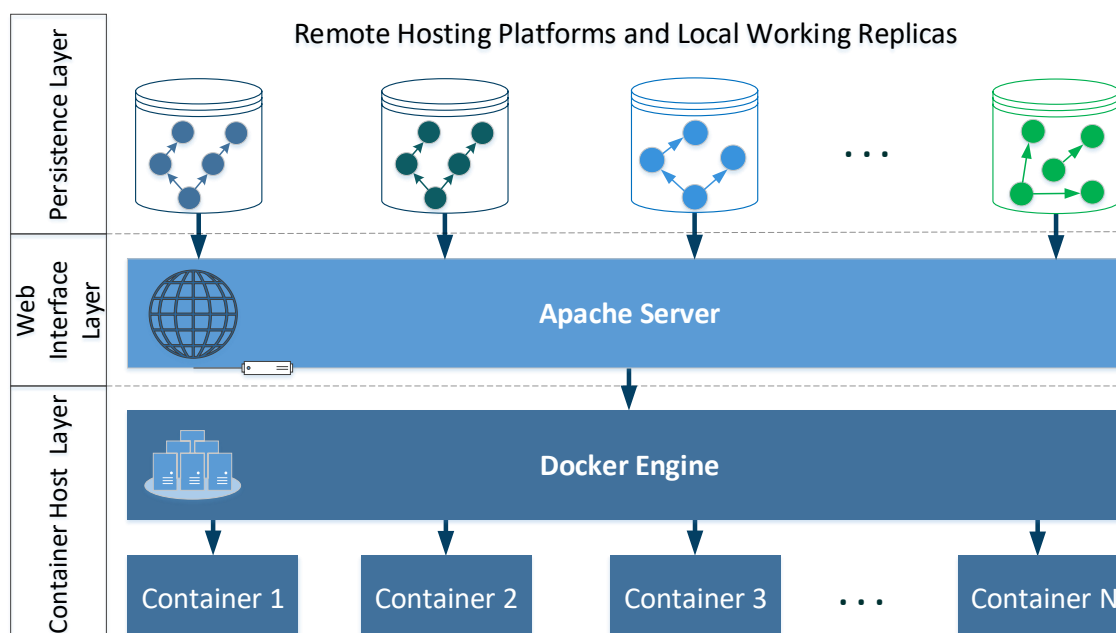 Remote Hosting Platforms and Local Working Replicas
Persistence Layer
. . .
Web
Interface
Layer
Apache Server
Container Host Layer
Docker Engine
Container 1
Container 2
Container 3
. . .
Container N